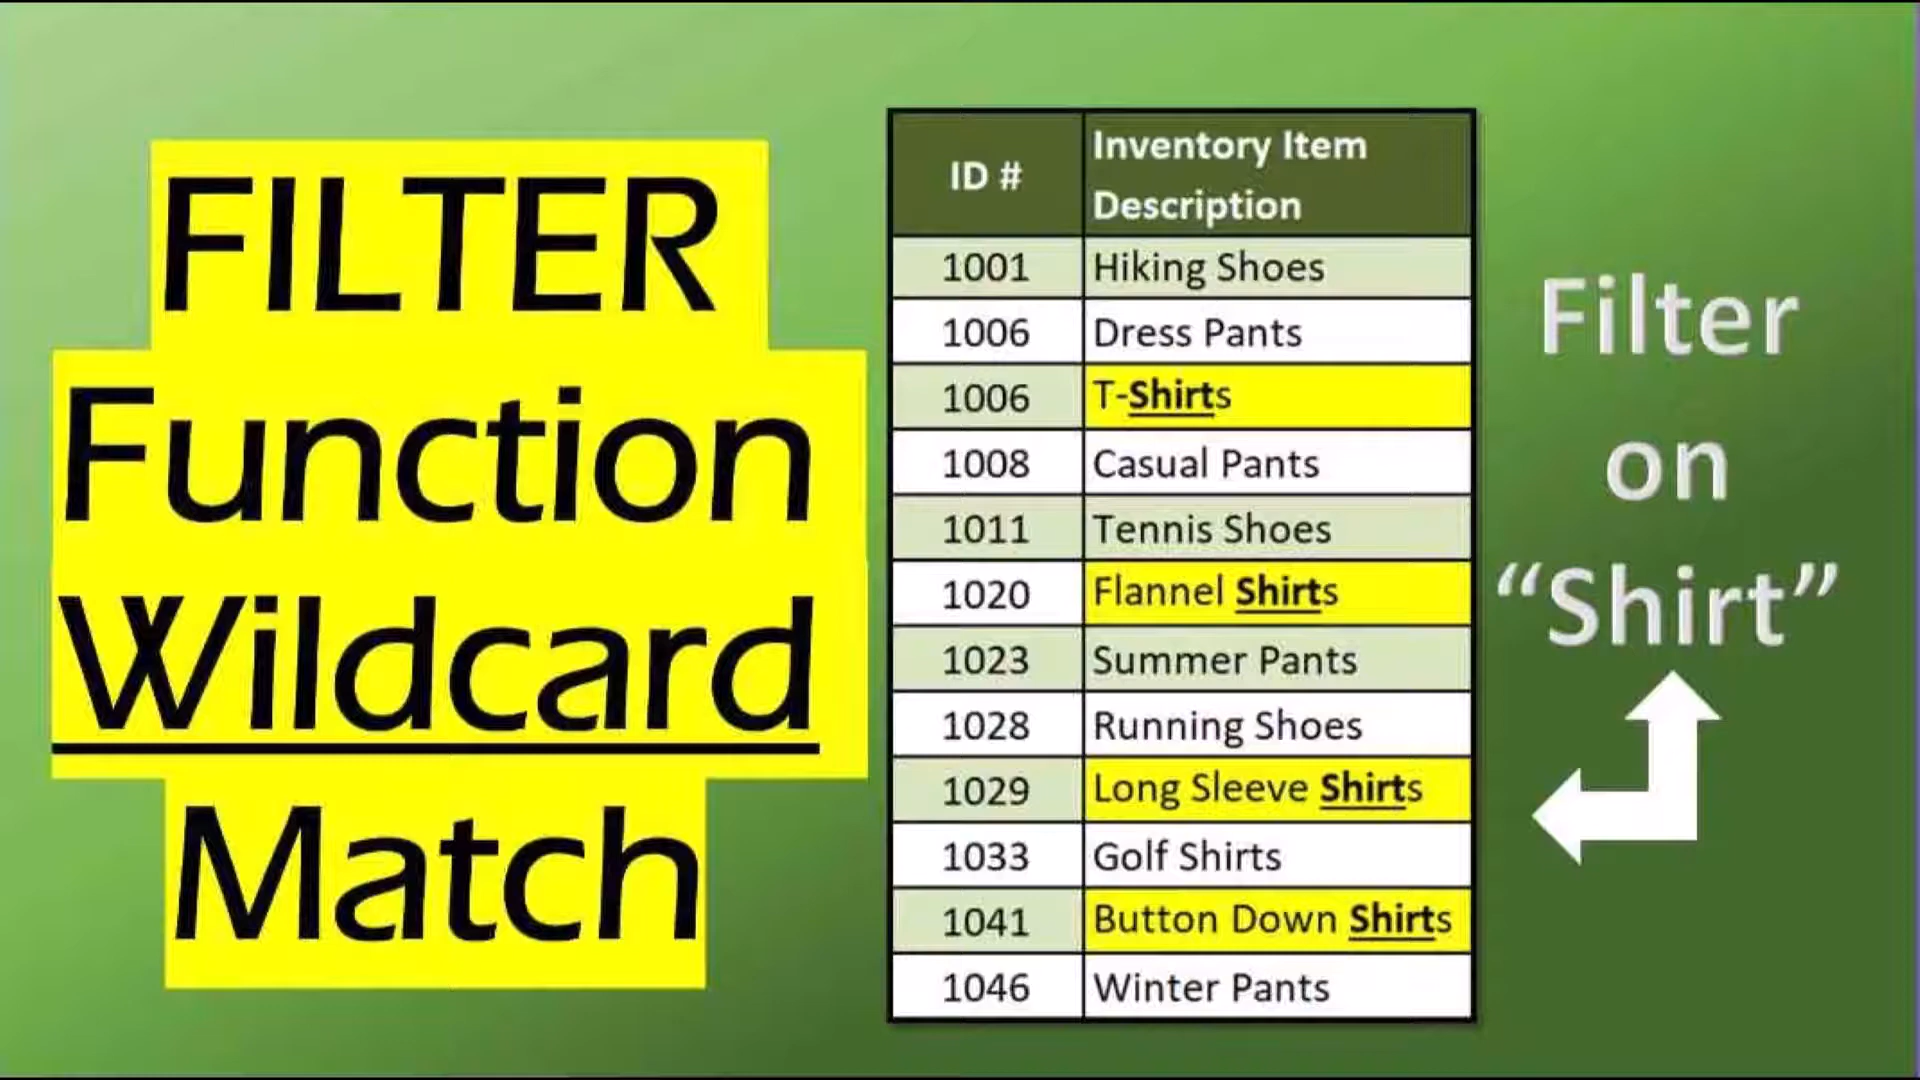 FILTER
Function
Wildcard
Match
ID # Inventory Item
Description
1001 Hiking Shoes
1006 Dress Pants
1006 T-Shirts
1008 Casual Pants
1011 Tennis Shoes
1020 Flannel Shirts
1023 Summer Pants
1028 Running Shoes
1029 Long Sleeve Shirts
1033 Golf Shirts
1041 Button Down Shirts
1046 Winter Pants
Filter
on
“Shirt”